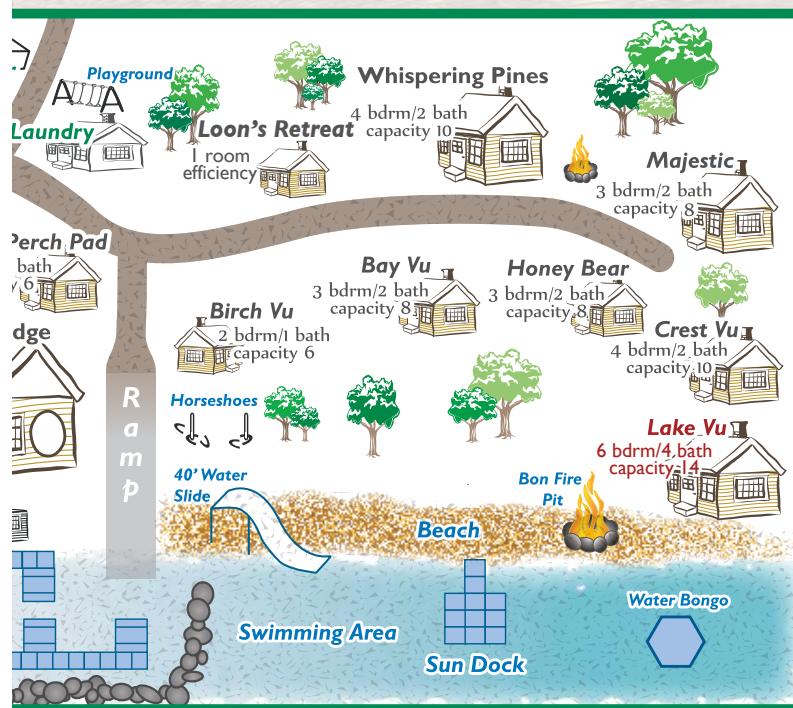 Playground
Whispering Pines
4 bdrm/2 bath
capacity 10
Laundry
Loon's Retreat
1 room
efficiency
Majestic
3 bdrm/2 bath
capacity 8
Perch Pad
bath
6
Bay Vu
3 bdrm/2 bath
capacity 8
Honey Bear
3 bdrm/2 bath
capacity 8
Birch Vu
2 bdrm/1 bath
capacity 6
Crest Vu
4 bdrm/2 bath
capacity 10
dge
Ramp
Horseshoes
Lake Vu
6 bdrm/4 bath
capacity 14
40' Water
Slide
Bon Fire
Pit
Beach
Water Bongo
Swimming Area
Sun Dock